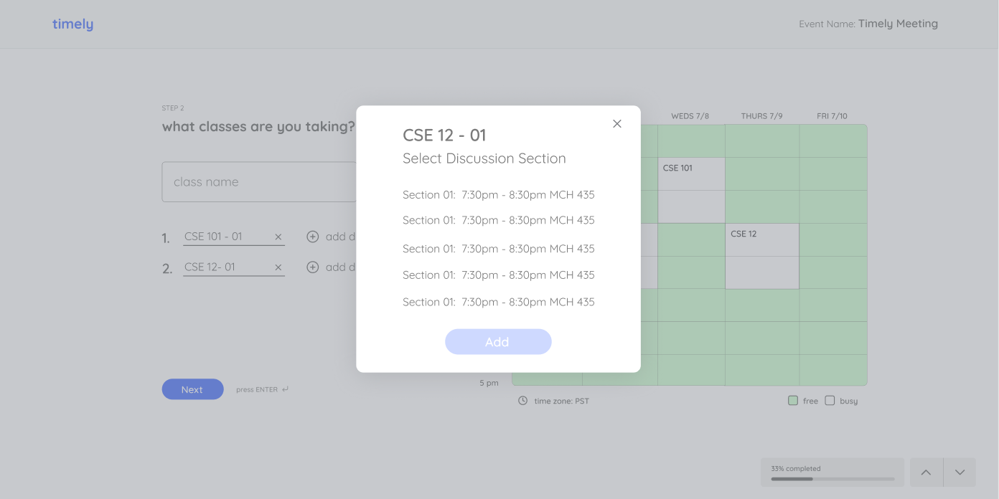 timely
Event Name: Timely Meeting
STEP 2
what classes are you taking?
class name
1. CSE 101 - 01
add d
2. CSE 12- 01
add d
Next
press ENTER
CSE 12 - 01
Select Discussion Section
Section 01: 7:30pm - 8:30pm MCH 435
Section 01: 7:30pm - 8:30pm MCH 435
Section 01: 7:30pm - 8:30pm MCH 435
Section 01: 7:30pm - 8:30pm MCH 435
Section 01: 7:30pm - 8:30pm MCH 435
Add
WEDS 7/8
THURS 7/9
FRI 7/10
CSE 101
CSE 12
5 pm
time zone: PST
free
busy
33% completed